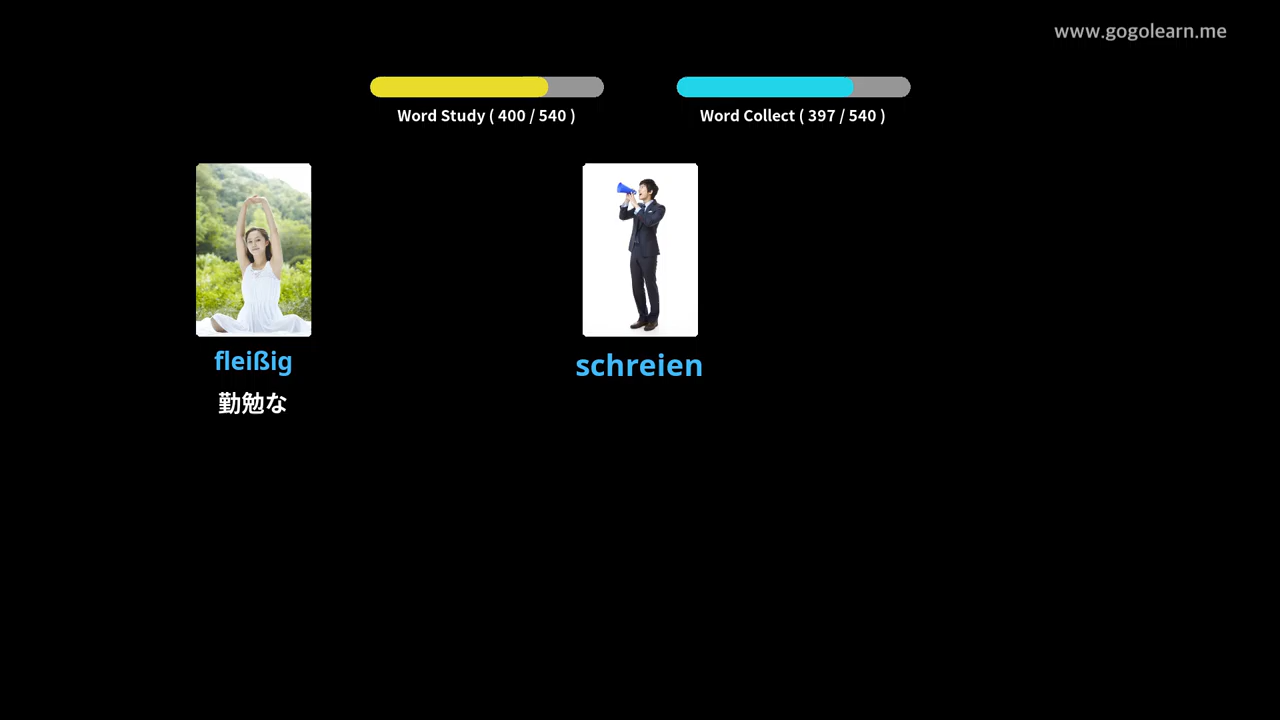 www.gogolearn.me
Word Study ( 400 / 540 )
Word Collect ( 397 / 540 )
fleißig
勤勉な
schreien